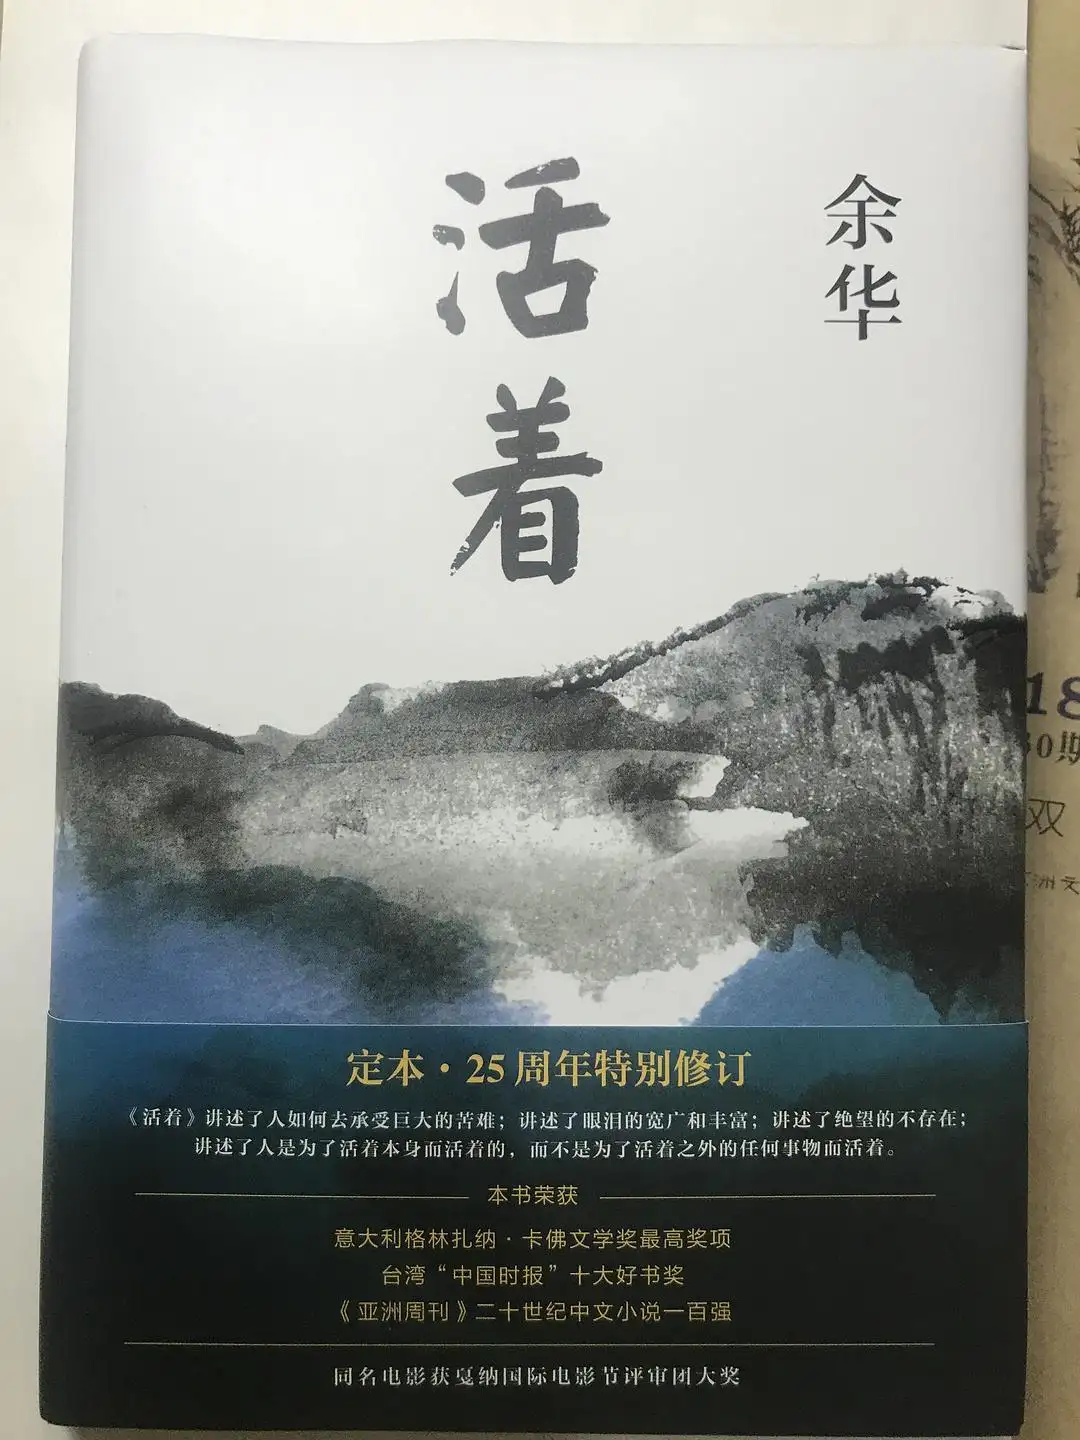 活着
余华
定本·25周年特别修订
《活着》讲述了人如何去承受巨大的苦难；讲述了眼泪的宽广和丰富；讲述了绝望的不存在；
讲述了人是为了活着本身而活着的，而不是为了活着之外的任何事物而活着。
本书荣获
意大利格林扎纳·卡佛文学奖最高奖项
台湾“中国时报”十大好书奖
《亚洲周刊》二十世纪中文小说一百强
同名电影获戛纳国际电影节评审团大奖
18
0期
双
洲文